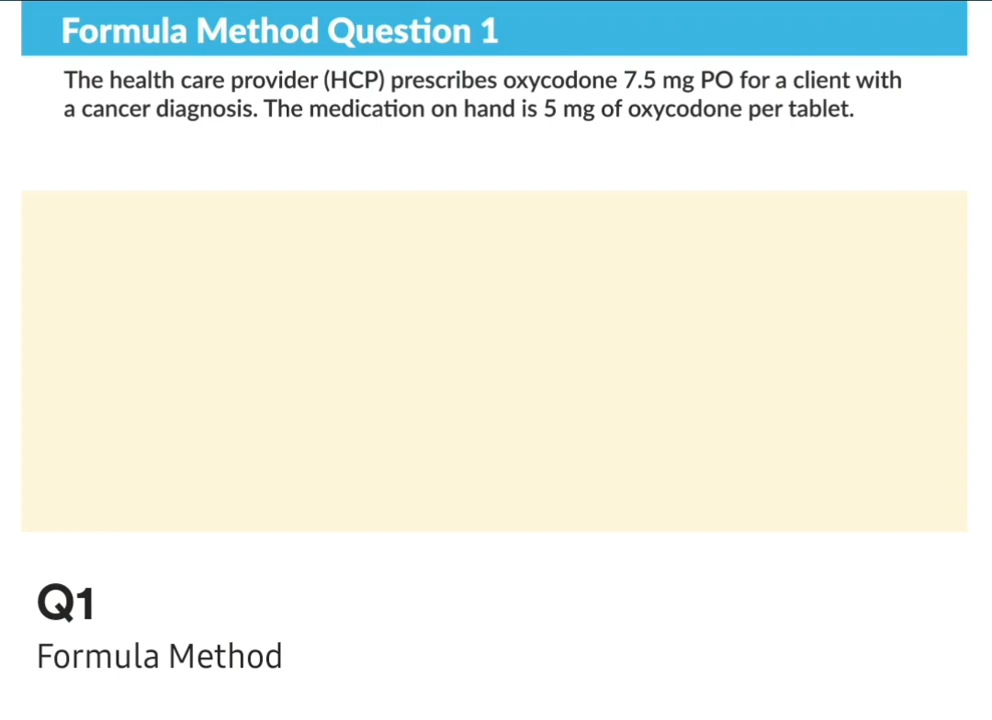 Formula Method Question 1
The health care provider (HCP) prescribes oxycodone 7.5 mg PO for a client with
a cancer diagnosis. The medication on hand is 5 mg of oxycodone per tablet.
Q1
Formula Method